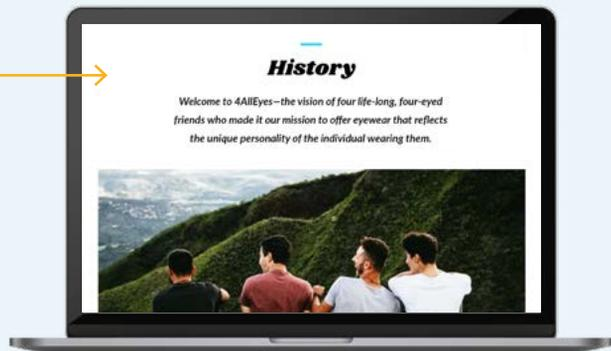 History
Welcome to 4AllEyes—the vision of four life-long, four-eyed
friends who made it our mission to offer eyewear that reflects
the unique personality of the individual wearing them.